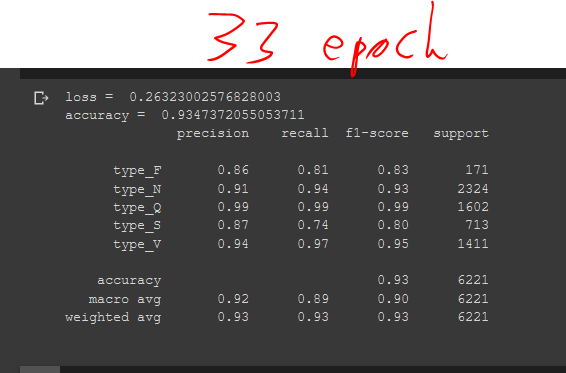 33 epoch
loss = 0.26323002576828003
accuracy = 0.9347372055053711
precision recall f1-score support
type_F 0.86 0.81 0.83 171
type_N 0.91 0.94 0.93 2324
type_Q 0.99 0.99 0.99 1602
type_S 0.87 0.74 0.80 713
type_V 0.94 0.97 0.95 1411
accuracy 0.93 6221
macro avg 0.92 0.89 0.90 6221
weighted avg 0.93 0.93 0.93 6221